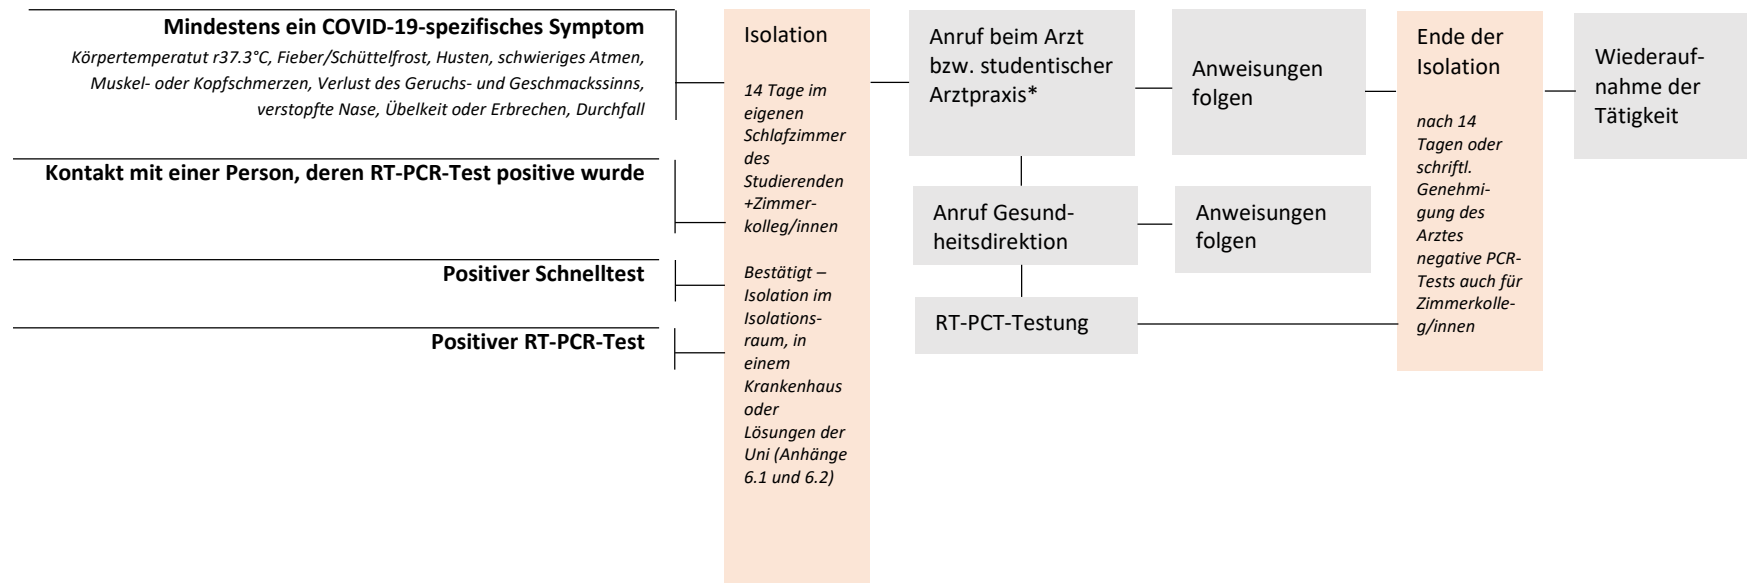 Mindestens ein COVID-19-spezifisches Symptom
Körpertemperatut r37.3°C, Fieber/Schüttelfrost, Husten, schwieriges Atmen,
Muskel- oder Kopfschmerzen, Verlust des Geruchs- und Geschmackssinns,
verstopfte Nase, Übelkeit oder Erbrechen, Durchfall
Kontakt mit einer Person, deren RT-PCR-Test positive wurde
Positiver Schnelltest
Positiver RT-PCR-Test
Isolation
14 Tage im
eigenen
Schlafzimmer
des
Studierenden
+Zimmer-
kolleg/innen
Bestätigt –
Isolation im
Isolations-
raum, in
einem
Krankenhaus
oder
Lösungen der
Uni (Anhänge
6.1 und 6.2)
Anruf beim Arzt
bzw. studentischer
Arztpraxis*
Anweisungen
folgen
Anruf Gesund-
heitsdirektion
Anweisungen
folgen
RT-PCT-Testung
Ende der
Isolation
nach 14
Tagen oder
schriftl.
Genehmi-
gung des
Arztes
negative PCR-
Tests auch für
Zimmerkolle-
g/innen
Wiederauf-
nahme der
Tätigkeit